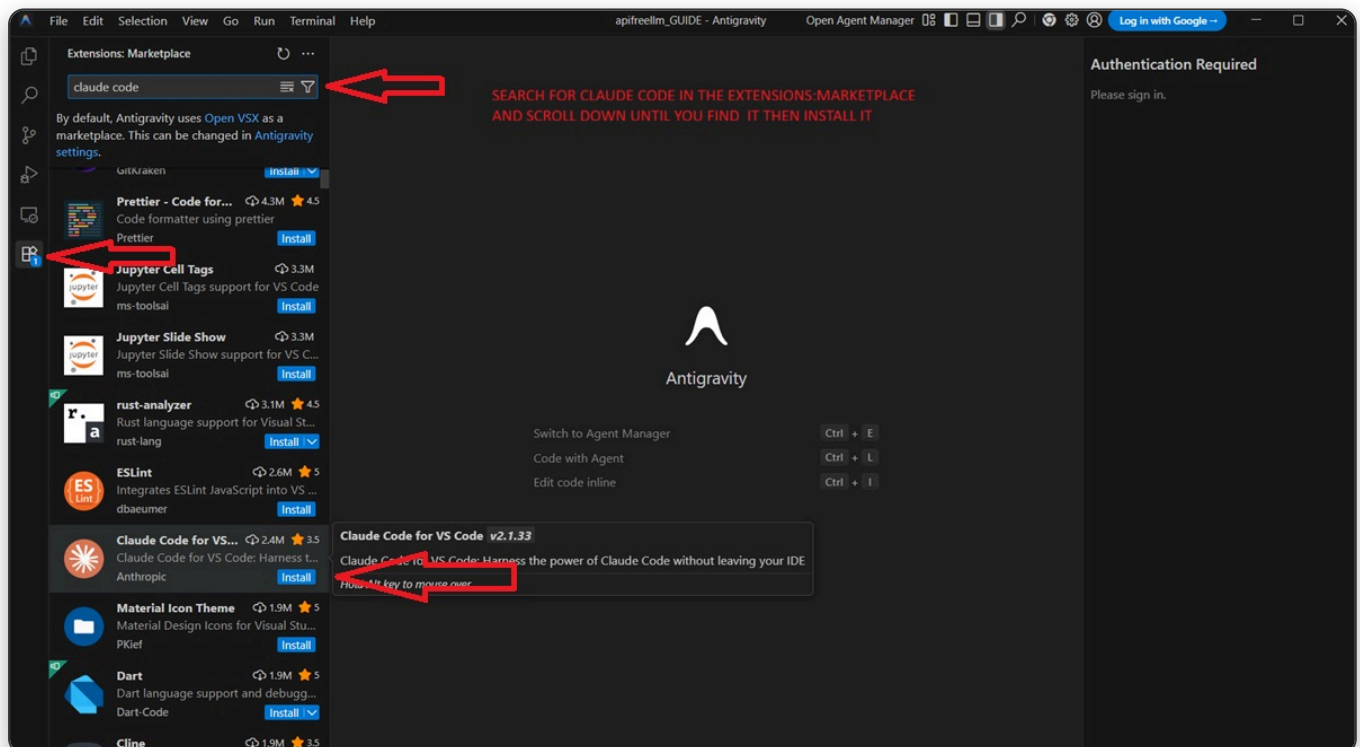 File Edit Selection View Go Run Terminal Help
apifreellm_GUIDE - Antigravity
Open Agent Manager
Log in with Google→
Extensions: Marketplace
claude code
By default, Antigravity uses Open VSX as a
marketplace. This can be changed in Antigravity
settings.
GitKraken
Install
Prettier - Code for... 4.3M 4.5
Code formatter using prettier
Prettier
Install
1
Jupyter Cell Tags 3.3M
jupyter
Jupyter Cell Tags support for VS Code
ms-toolsai
Install
Jupyter Slide Show 3.3M
jupyter
Jupyter Slide Show support for VS C...
ms-toolsai
Install
rust-analyzer 3.1M 4.5
r.
a
Rust language support for Visual St...
rust-lang
Install
ESLint 2.6M 5
ES
Lint
Integrates ESLint JavaScript into VS ...
dbaeumer
Install
Claude Code for VS... 2.4M 3.5
Claude Code for VS Code: Harness t...
Anthropic
Install
Material Icon Theme 1.9M 5
Material Design Icons for Visual Stu...
PKief
Install
Dart 1.9M 5
Dart language support and debugg...
Dart-Code
Install
Cline 1.9M 3.5
SEARCH FOR CLAUDE CODE IN THE EXTENSIONS:MARKETPLACE
AND SCROLL DOWN UNTIL YOU FIND IT THEN INSTALL IT
Antigravity
Switch to Agent Manager Ctrl + E
Code with Agent Ctrl + L
Edit code inline Ctrl + I
Claude Code for VS Code v2.1.33
Claude Code for VS Code: Harness the power of Claude Code without leaving your IDE
Hold Alt key to mouse over
Authentication Required
Please sign in.